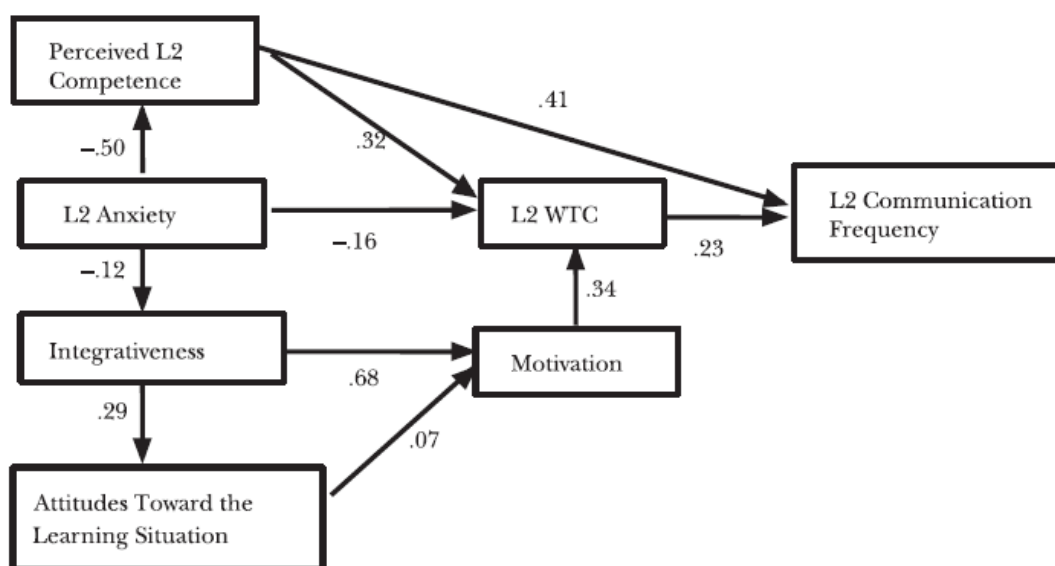 Perceived L2
Competence
.41
.32
–.50
L2 Anxiety
L2 WTC
L2 Communication
Frequency
–.16
.23
–.12
.34
Integrativeness
Motivation
.68
.29
.07
Attitudes Toward the
Learning Situation